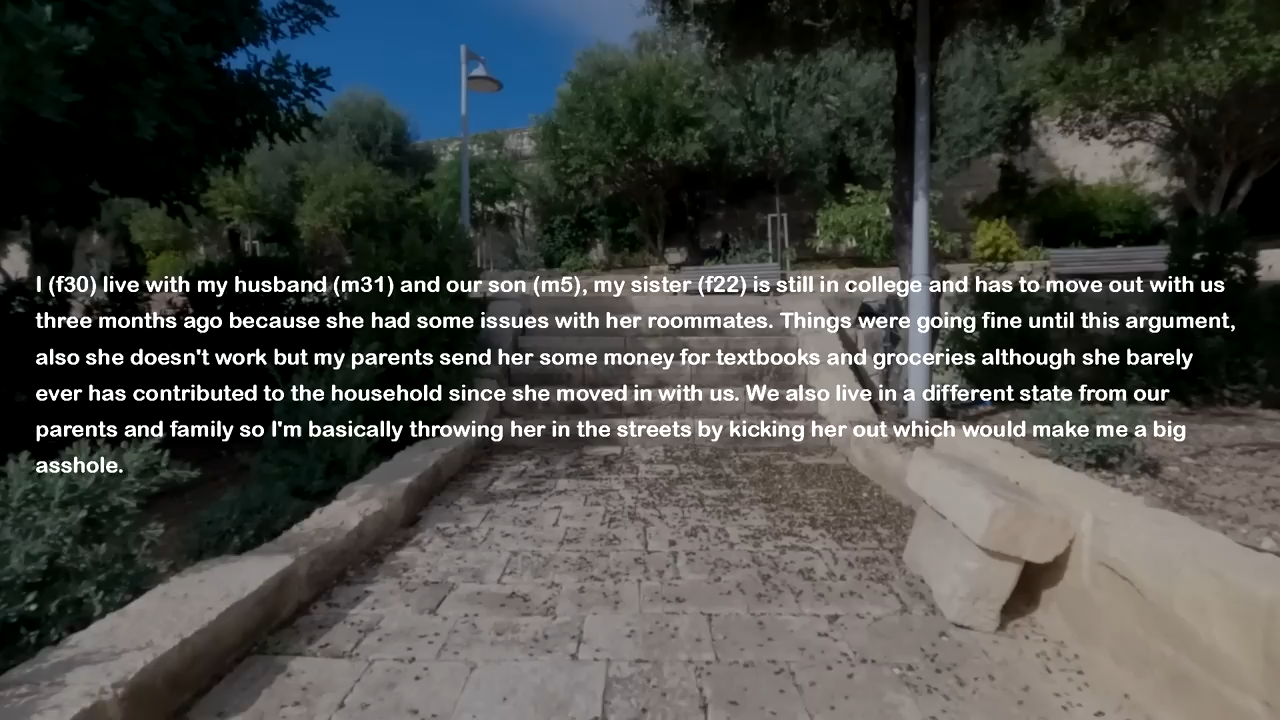 I (f30) live with my husband (m31) and our son (m5), my sister (f22) is still in college and has to move out with us
three months ago because she had some issues with her roommates. Things were going fine until this argument,
also she doesn't work but my parents send her some money for textbooks and groceries although she barely
ever has contributed to the household since she moved in with us. We also live in a different state from our
parents and family so I'm basically throwing her in the streets by kicking her out which would make me a big
asshole.